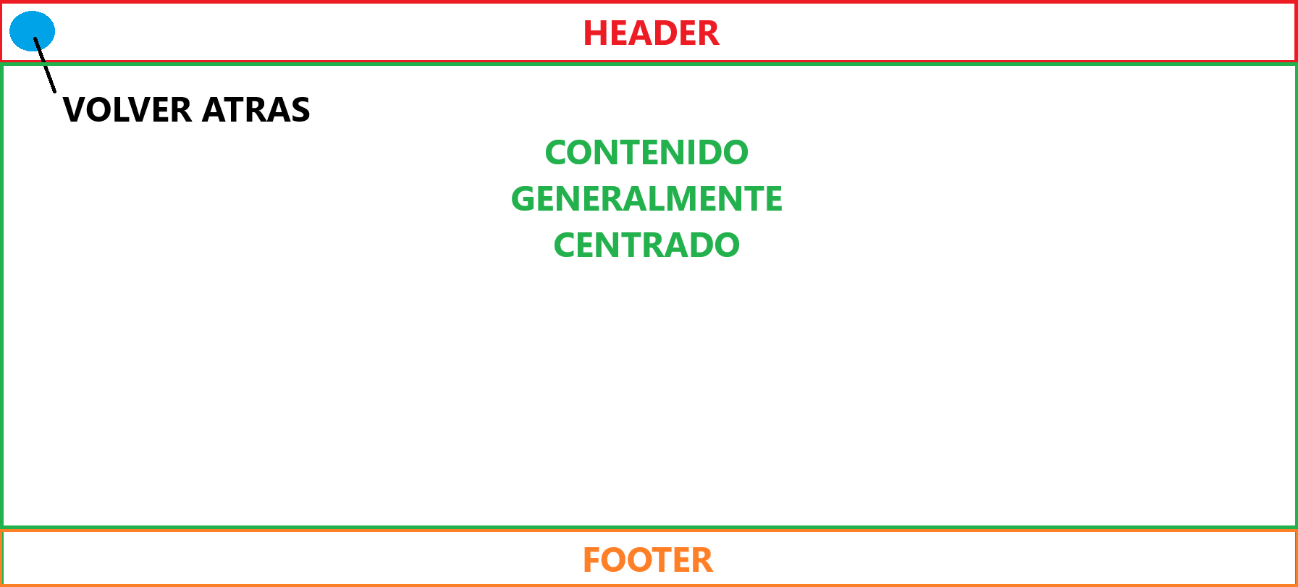 HEADER
VOLVER ATRAS
CONTENIDO
GENERALMENTE
CENTRADO
FOOTER